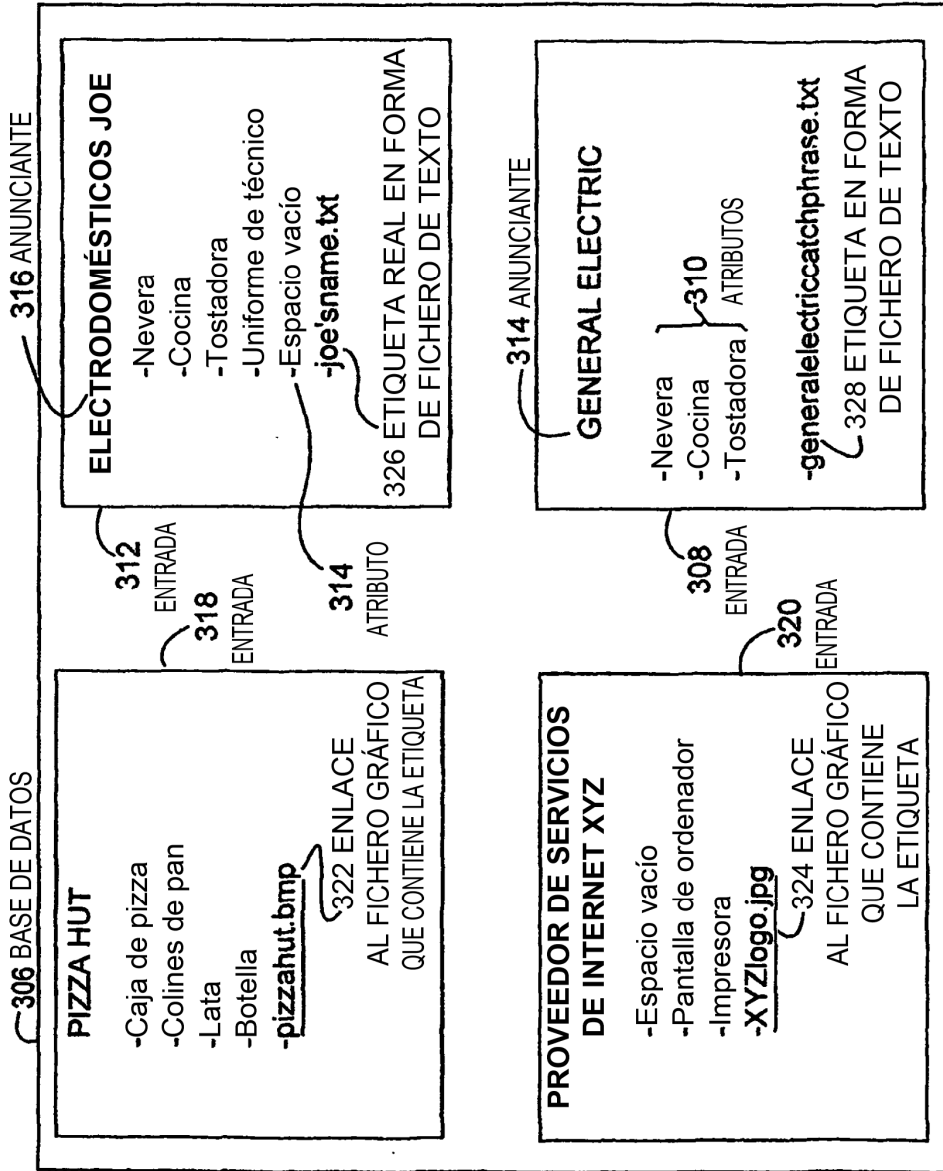 306 BASE DE DATOS
PIZZA HUT
-Caja de pizza
-Colines de pan
-Lata
-Botella
-pizzahut.bmp
322 ENLACE
AL FICHERO GRÁFICO
QUE CONTIENE LA ETIQUETA
318
ENTRADA
312
ENTRADA
316 ANUNCIANTE
ELECTRODOMÉSTICOS JOE
-Nevera
-Cocina
-Tostadora
-Uniforme de técnico
-Espacio vacío
-joe'sname.txt
326 ETIQUETA REAL EN FORMA
DE FICHERO DE TEXTO
314
ATRIBUTO
PROVEEDOR DE SERVICIOS
DE INTERNET XYZ
-Espacio vacío
-Pantalla de ordenador
-Impresora
-XYZlogo.jpg
324 ENLACE
AL FICHERO GRÁFICO
QUE CONTIENE
LA ETIQUETA
320
ENTRADA
308
ENTRADA
314 ANUNCIANTE
GENERAL ELECTRIC
-Nevera
-Cocina
-Tostadora
310
ATRIBUTOS
-generalelectriccatchphrase.txt
328 ETIQUETA EN FORMA
DE FICHERO DE TEXTO